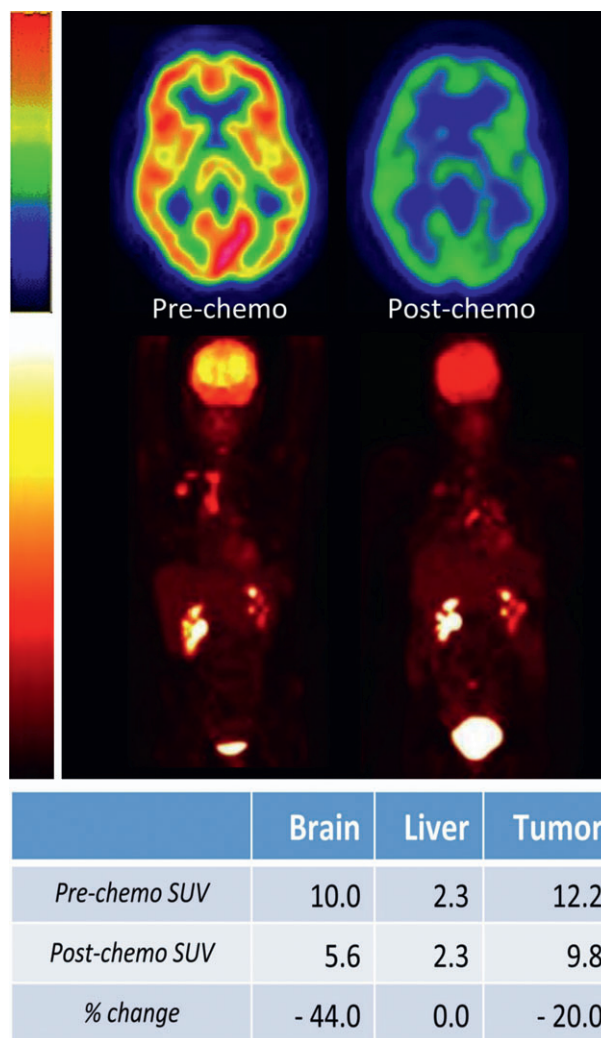 Pre-chemo Post-chemo
Brain Liver Tumor
Pre-chemo SUV 10.0 2.3 12.2
Post-chemo SUV 5.6 2.3 9.8
% change - 44.0 0.0 - 20.0